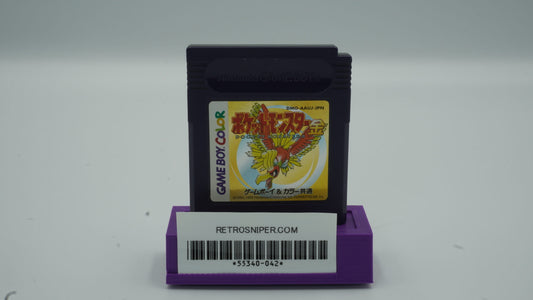 DMG-AAUJ-JPN
ポケットモンスター金
GAME BOY COLOR
ゲームボーイ & カラー共通
RETROSNIPER.COM
*55340-042*